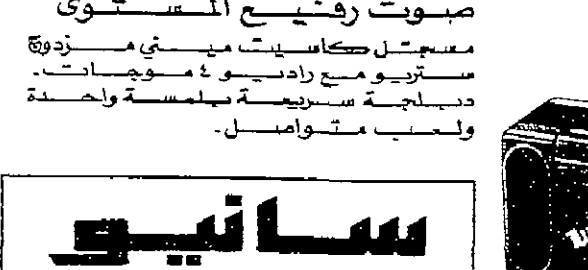 صوت رفيع المستوى
مسجل كاسيت ميني مزدوج
ستريو مع راديو ٤ موجات.
دبلجة سريعة بلمسة واحدة
ولعب متواصل.
سانيو